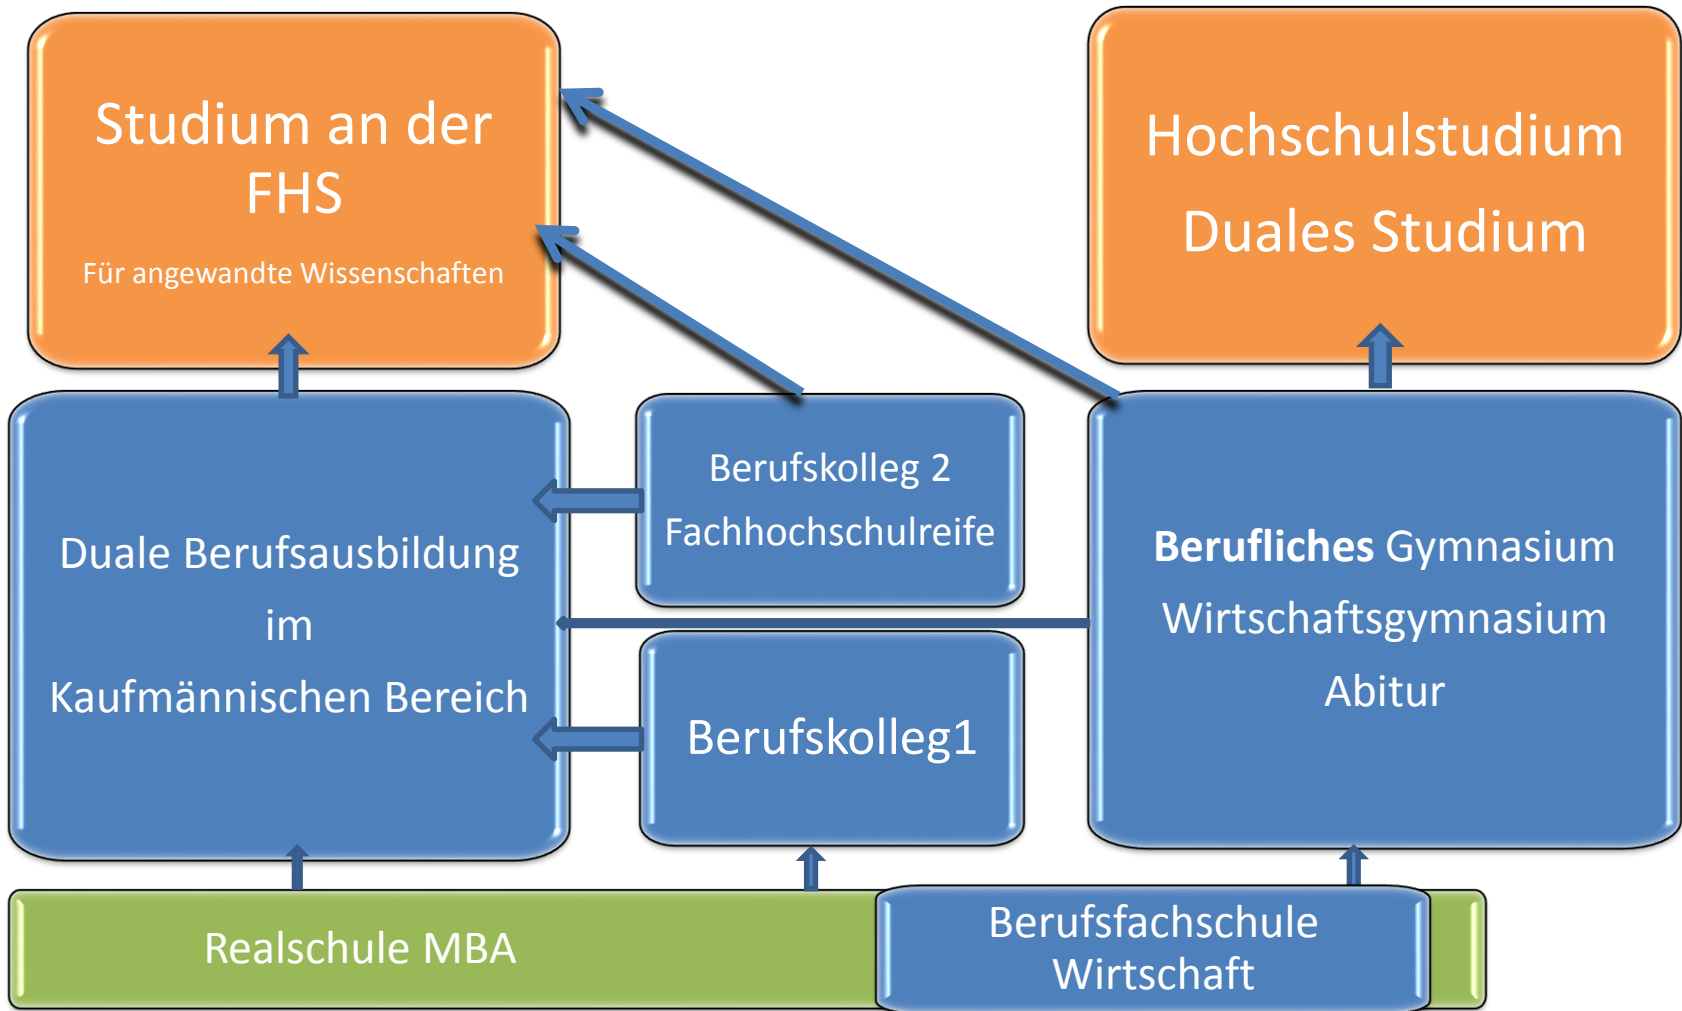 Studium an der
FHS
Für angewandte Wissenschaften
Hochschulstudium
Duales Studium
Duale Berufsausbildung
im
Kaufmännischen Bereich
Berufskolleg 2
Fachhochschulreife
Berufskolleg1
Berufliches Gymnasium
Wirtschaftsgymnasium
Abitur
Realschule MBA
Berufsfachschule
Wirtschaft